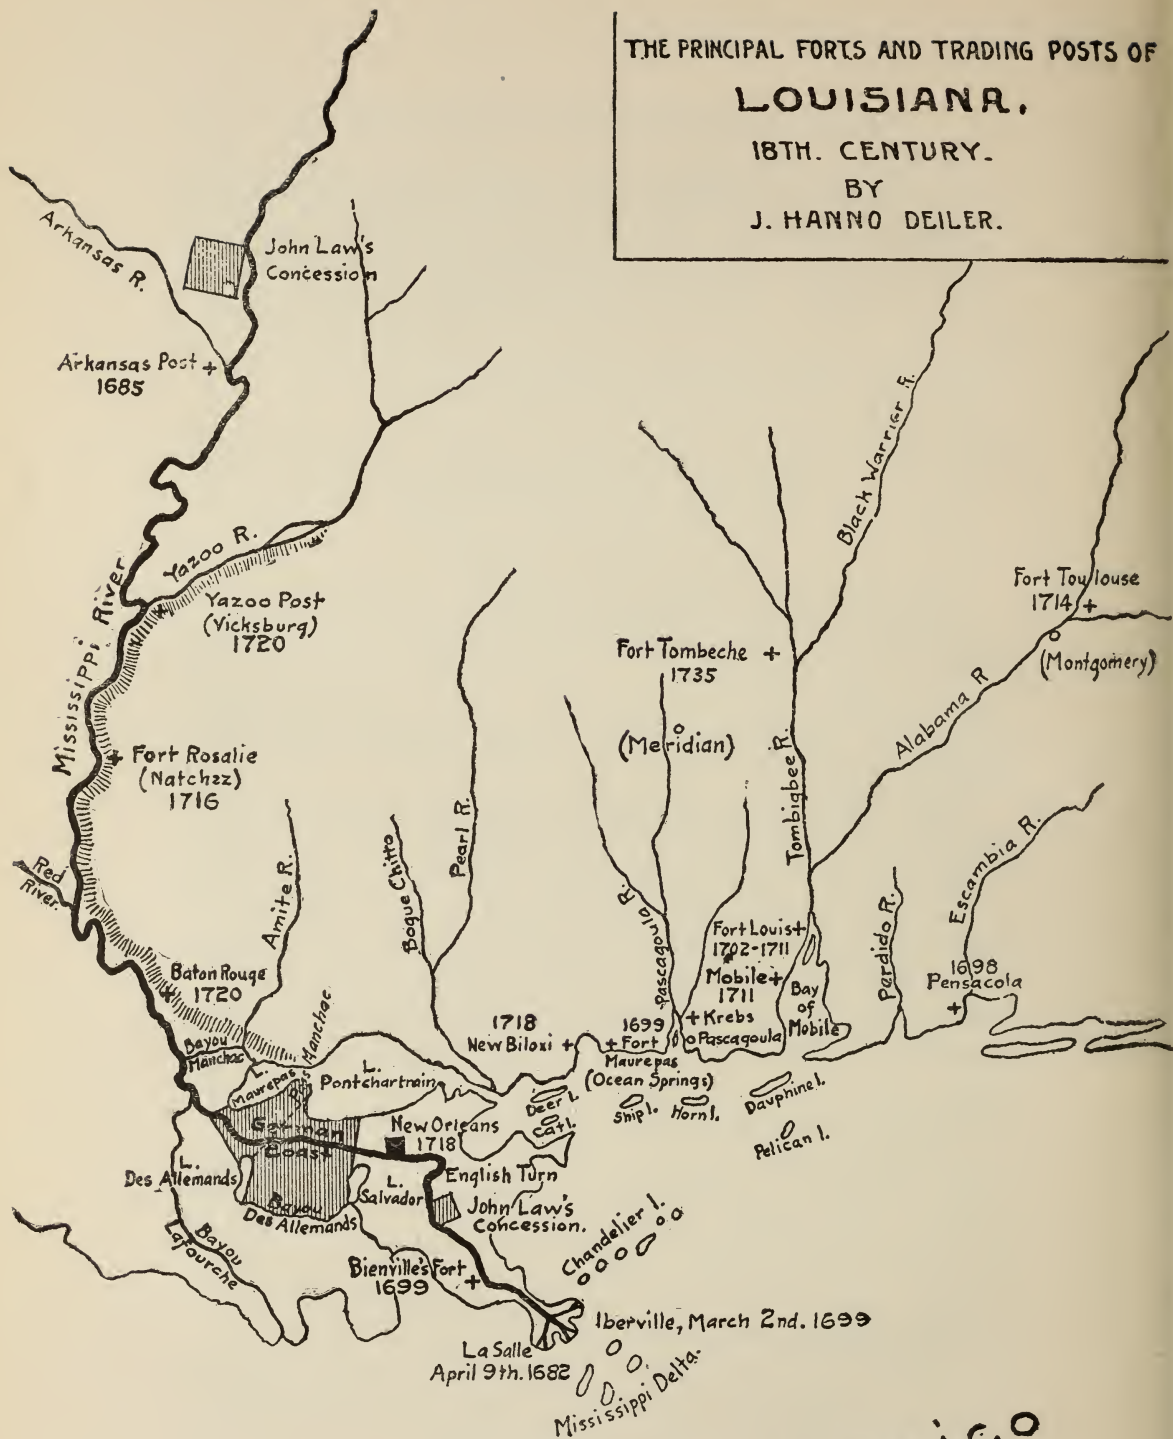 THE PRINCIPAL FORTS AND TRADING POSTS OF
LOUISIANA.
18TH. CENTURY.
BY
J. HANNO DEILER.
Arkansas R.
John Law's
Concession
Arkansas Post
1685
Black Warrior R.
Yazoo R.
Mississippi River
Yazoo Post
(Vicksburg)
1720
Fort Toulouse
1714
(Montgomery)
Fort Tombeche
1735
(Meridian)
Alabama R
Tombigbee R.
Fort Rosalie
(Natchzz)
1716
Pearl R.
Escambia R.
Red
River.
Amite R.
Bogue Chitto
Pascagoula R.
Fort Louis
1702-1711
Mobile
1711
Bay
of
Mobile
Perdido R.
1698
Pensacola
Baton Rouge
1720
Bayou
Manchac
Manchac
L.
Maurepas
L.
Pontchartrain
1718
New Biloxi
1699
Fort
Maurepas
(Ocean Springs)
Krebs
Pascagoula
Deer I.
Cat I.
Ship I.
Horn I.
Dauphine I.
Pelican I.
New Orleans
1718
German
Coast
English Turn
L.
Des Allemands
L.
Salvador
John Law's
Concession.
Bayou
Des Allemands
Bayou
Lafourche
Chandelier I.
Bienville's Fort
1699
Iberville, March 2nd. 1699
La Salle
April 9th. 1682
Mississippi Delta.